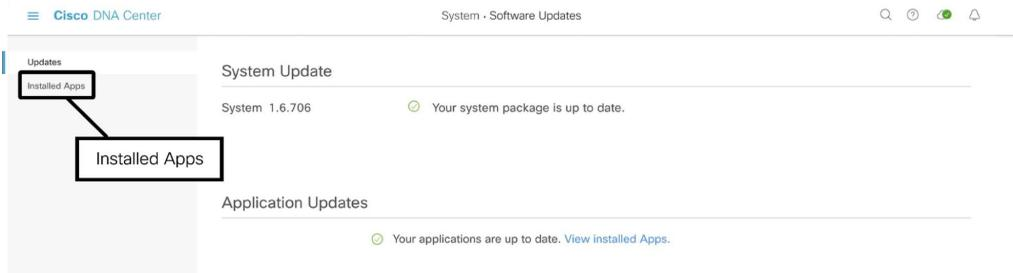 Cisco DNA Center
System · Software Updates
Updates
Installed Apps
Installed Apps
System Update
System 1.6.706
Your system package is up to date.
Application Updates
Your applications are up to date. View installed Apps.